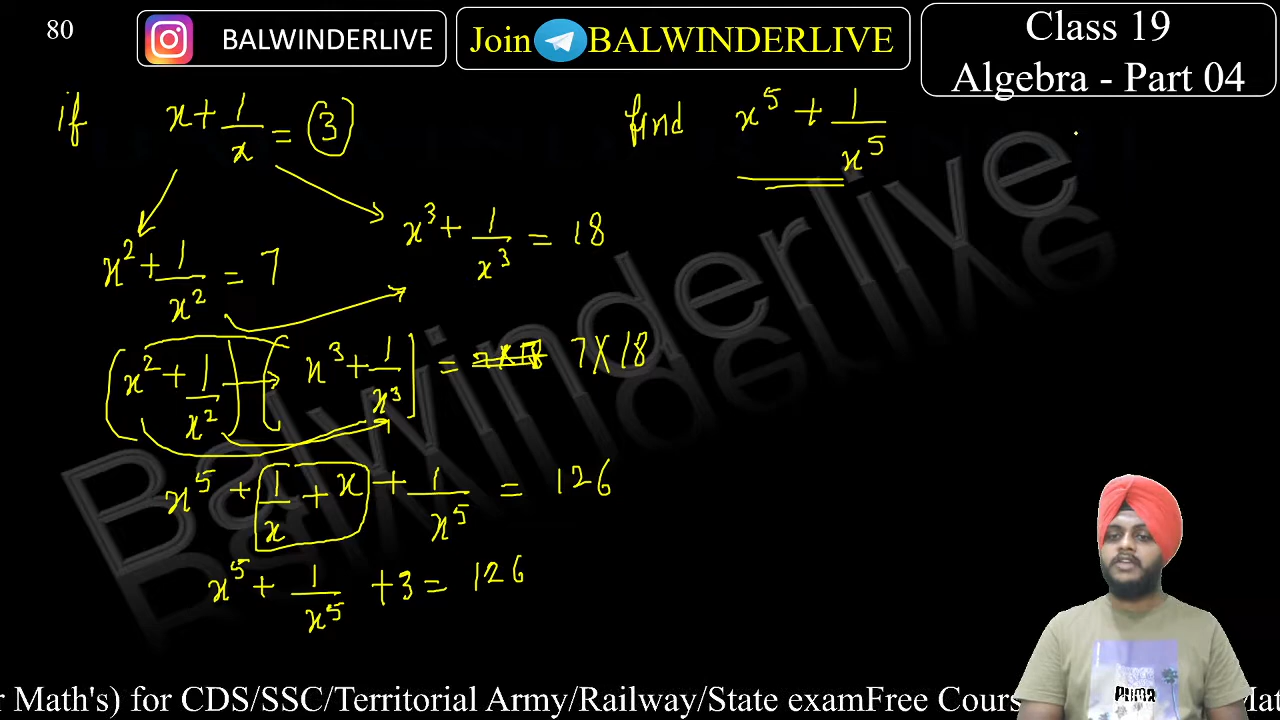 80
BALWINDERLIVE
Join BALWINDERLIVE
Class 19
Algebra - Part 04
if x + 1/x = 3 find x^5 + 1/x^5
x^2 + 1/x^2 = 7
x^3 + 1/x^3 = 18
(x^2 + 1/x^2) [x^3 + 1/x^3] = 7 X 18
x^5 + 1/x + x + 1/x^5 = 126
x^5 + 1/x^5 + 3 = 126
Balwinderlive
r Math's) for CDS/SSC/Territorial Army/Railway/State examFree Cours
PUMA